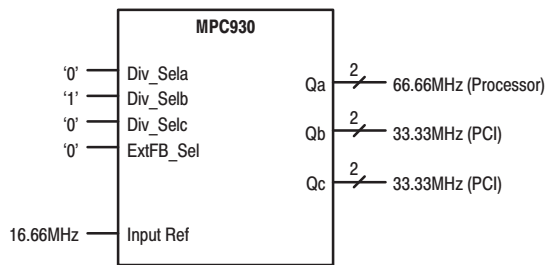 MPC930
‘0’ Div_Sela
‘1’ Div_Selb
‘0’ Div_Selc
‘0’ ExtFB_Sel
16.66MHz Input Ref
Qa 2 66.66MHz (Processor)
Qb 2 33.33MHz (PCI)
Qc 2 33.33MHz (PCI)